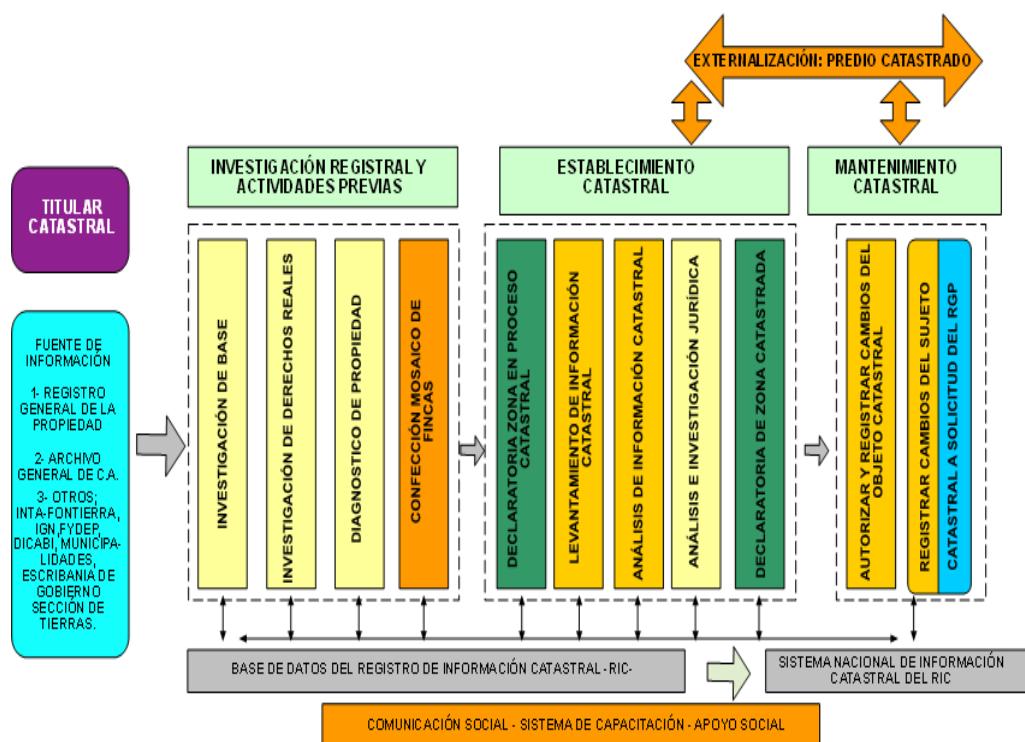 EXTERNALIZACIÓN: PREDIO CATASTRADO
TITULAR
CATASTRAL
INVESTIGACIÓN REGISTRAL Y
ACTIVIDADES PREVIAS
ESTABLECIMIENTO
CATASTRAL
MANTENIMIENTO
CATASTRAL
FUENTE DE
INFORMACIÓN
1- REGISTRO
GENERAL DE LA
PROPIEDAD
2- ARCHIVO
GENERAL DE C.A.
3- OTROS;
INTA-FONTIERRA,
IGN,FYDEP,
DICABI, MUNICIPA-
LIDADES,
ESCRIBANIA DE
GOBIERNO
SECCIÓN DE
TIERRAS.
INVESTIGACIÓN DE BASE
INVESTIGACIÓN DE DERECHOS REALES
DIAGNOSTICO DE PROPIEDAD
CONFECCIÓN MOSAICO DE
FINCAS
DECLARATORIA ZONA EN PROCESO
CATASTRAL
LEVANTAMIENTO DE INFORMACIÓN
CATASTRAL
ANÁLISIS DE INFORMACIÓN CATASTRAL
ANÁLISIS E INVESTIGACIÓN JURÍDICA
DECLARATORIA DE ZONA CATASTRADA
AUTORIZAR Y REGISTRAR CAMBIOS DEL
OBJETO CATASTRAL
REGISTRAR CAMBIOS DEL SUJETO
CATASTRAL A SOLICITUD DEL RGP
BASE DE DATOS DEL REGISTRO DE INFORMACIÓN CATASTRAL -RIC-
SISTEMA NACIONAL DE INFORMACIÓN
CATASTRAL DEL RIC
COMUNICACIÓN SOCIAL - SISTEMA DE CAPACITACIÓN - APOYO SOCIAL